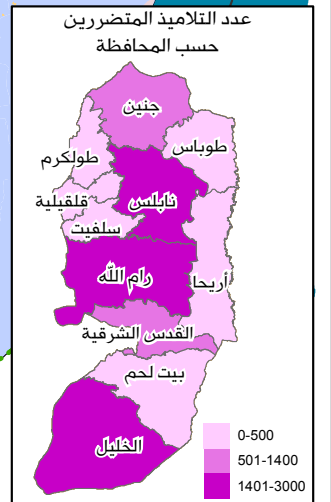 عدد التلاميذ المتضررين
حسب المحافظة
جنين
طوباس
طولكرم
نابلس
قلقيلية
سلفيت
رام الله
أريحا
القدس الشرقية
بيت لحم
الخليل
0-500
501-1400
1401-3000